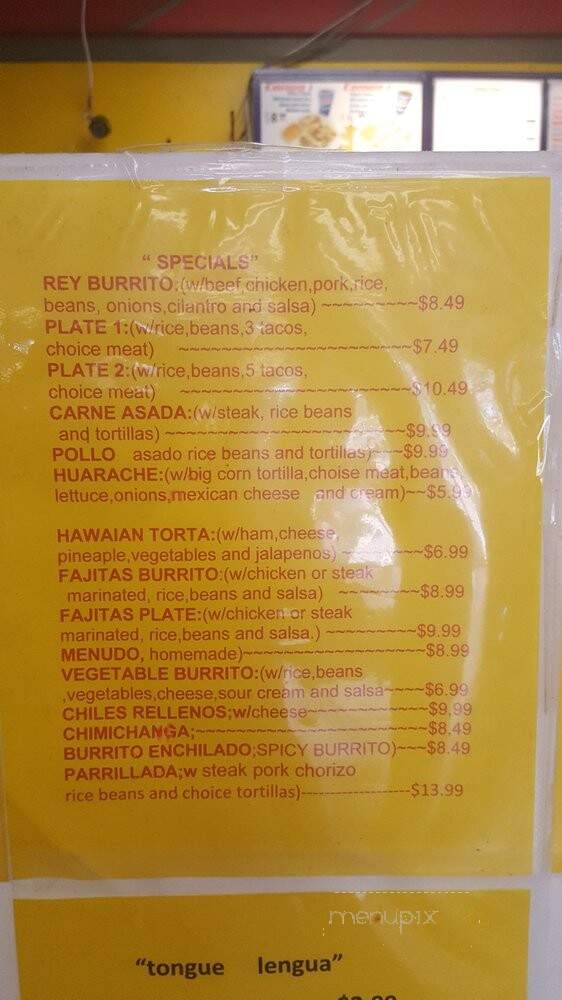 “ SPECIALS”
REY BURRITO:(w/beef,chicken,pork,rice,
beans, onions,cilantro and salsa) ~~~~~~~~~$8.49
PLATE 1:(w/rice,beans,3 tacos,
choice meat) ~~~~~~~~~~~~~~~~~~~~~~$7.49
PLATE 2:(w/rice,beans,5 tacos,
choice meat) ~~~~~~~~~~~~~~~~~~~~~~$10.49
CARNE ASADA:(w/steak, rice beans
and tortillas) ~~~~~~~~~~~~~~~~~~~~~~~$9.99
POLLO asado rice beans and tortillas)~~~$9.99
HUARACHE:(w/big corn tortilla,choise meat,beans
lettuce,onions,mexican cheese and cream)~~$5.99
HAWAIAN TORTA:(w/ham,cheese,
pineapple,vegetables and jalapenos) ~~~~~~~~$6.99
FAJITAS BURRITO:(w/chicken or steak
marinated, rice,beans and salsa) ~~~~~~~~$8.99
FAJITAS PLATE:(w/chicken or steak
marinated, rice,beans and salsa.) ~~~~~~~~~$9.99
MENUDO, homemade)~~~~~~~~~~~~~~~~~~$8.99
VEGETABLE BURRITO:(w/rice,beans
,vegetables,cheese,sour cream and salsa~~~~$6.99
CHILES RELLENOS;w/cheese~~~~~~~~~~~~$9,99
CHIMICHANGA;~~~~~~~~~~~~~~~~~~~~~~~$8,49
BURRITO ENCHILADO;SPICY BURRITO)~~~$8.49
PARRILLADA;w steak pork chorizo
rice beans and choice tortillas)-------------------$13.99
menupix
“tongue lengua”